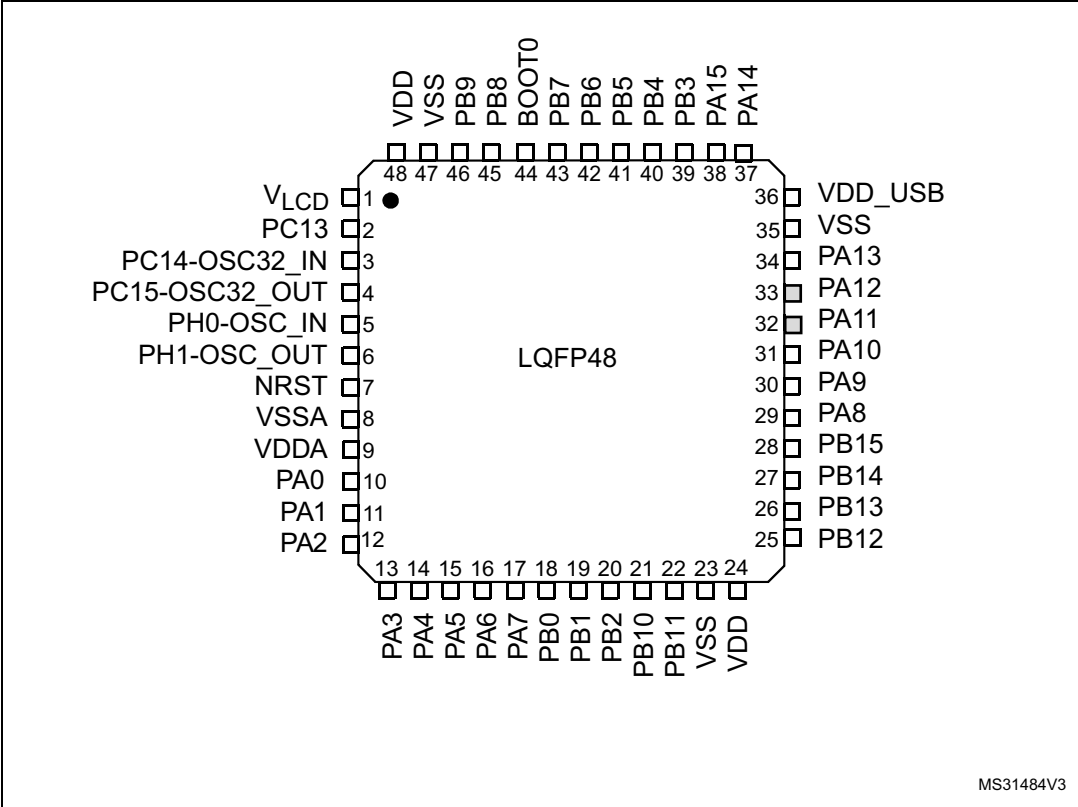 VDD
VSS
PB9
PB8
BOOT0
PB7
PB6
PB5
PB4
PB3
PA15
PA14
48 47 46 45 44 43 42 41 40 39 38 37
VLCD 1
PC13 2
PC14-OSC32_IN 3
PC15-OSC32_OUT 4
PH0-OSC_IN 5
PH1-OSC_OUT 6
NRST 7
VSSA 8
VDDA 9
PA0 10
PA1 11
PA2 12
LQFP48
36 VDD_USB
35 VSS
34 PA13
33 PA12
32 PA11
31 PA10
30 PA9
29 PA8
28 PB15
27 PB14
26 PB13
25 PB12
13 14 15 16 17 18 19 20 21 22 23 24
PA3
PA4
PA5
PA6
PA7
PB0
PB1
PB2
PB10
PB11
VSS
VDD
MS31484V3